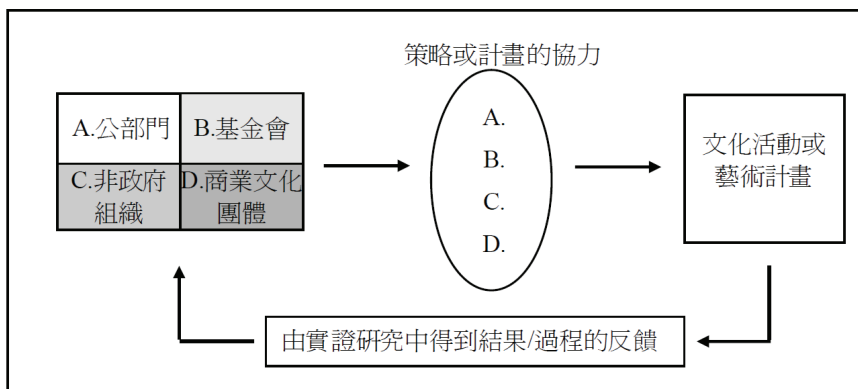 策略或計畫的協力
A.公部門
B.基金會
C.非政府
組織
D.商業文化
團體
A.
B.
C.
D.
文化活動或
藝術計畫
由實證研究中得到結果/過程的反饋